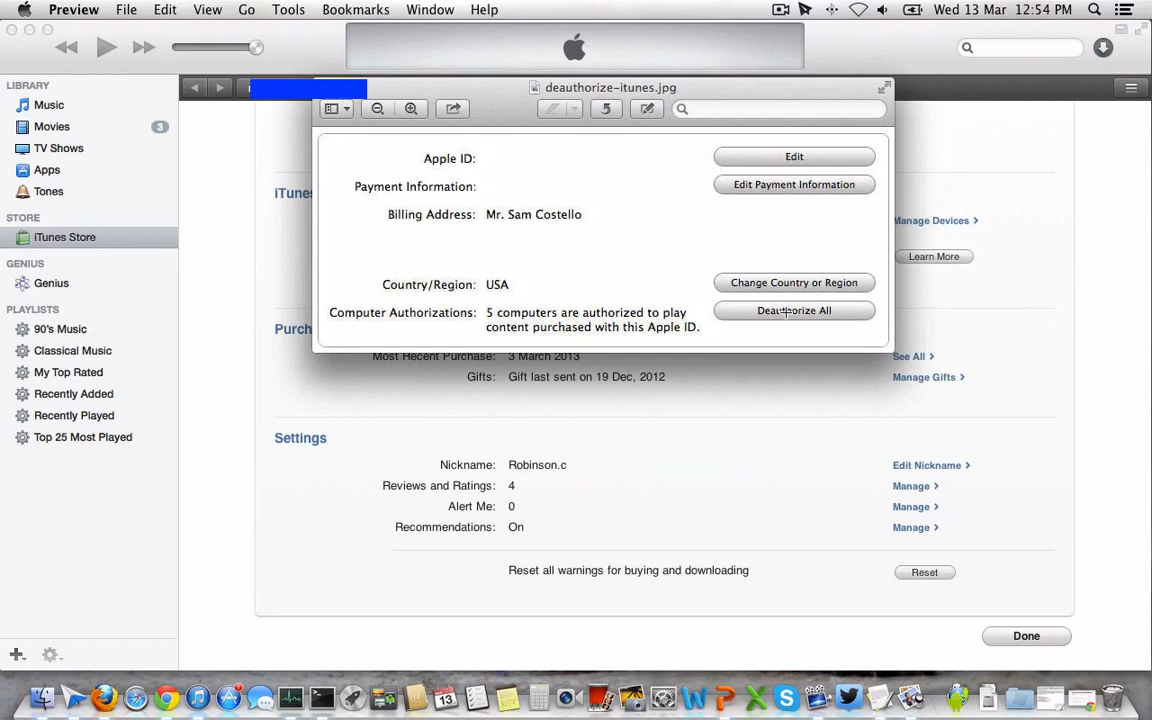 Preview File Edit View Go Tools Bookmarks Window Help Wed 13 Mar 12:54 PM
LIBRARY
Music
Movies 3
TV Shows
Apps
Tones
STORE
iTunes Store
GENIUS
Genius
PLAYLISTS
90's Music
Classical Music
My Top Rated
Recently Added
Recently Played
Top 25 Most Played
deauthorize-itunes.jpg
Apple ID: Edit
Payment Information: Edit Payment Information
Billing Address: Mr. Sam Costello
Country/Region: USA Change Country or Region
Computer Authorizations: 5 computers are authorized to play Deauthorize All
content purchased with this Apple ID.
iTunes
Manage Devices >
Learn More
Purch
Most Recent Purchase: 3 March 2013 See All >
Gifts: Gift last sent on 19 Dec, 2012 Manage Gifts >
Settings
Nickname: Robinson.c Edit Nickname >
Reviews and Ratings: 4 Manage >
Alert Me: 0 Manage >
Recommendations: On Manage >
Reset all warnings for buying and downloading Reset
Done
13